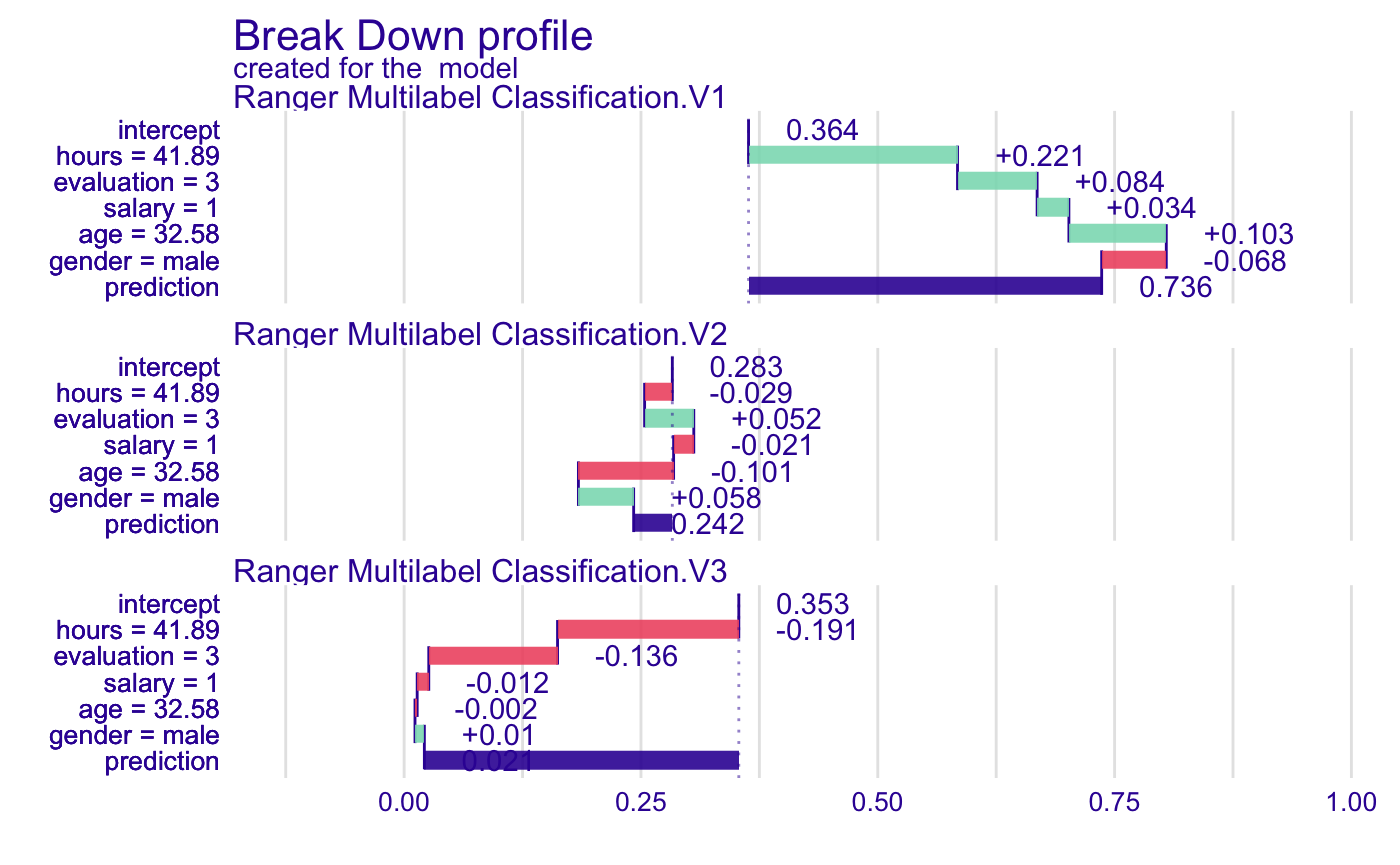 Break Down profile
created for the  model
Ranger Multilabel Classification.V1
intercept 0.364
hours = 41.89 +0.221
evaluation = 3 +0.084
salary = 1 +0.034
age = 32.58 +0.103
gender = male -0.068
prediction 0.736
Ranger Multilabel Classification.V2
intercept 0.283
hours = 41.89 -0.029
evaluation = 3 +0.052
salary = 1 -0.021
age = 32.58 -0.101
gender = male +0.058
prediction 0.242
Ranger Multilabel Classification.V3
intercept 0.353
hours = 41.89 -0.191
evaluation = 3 -0.136
salary = 1 -0.012
age = 32.58 -0.002
gender = male +0.01
prediction 0.021
0.00 0.25 0.50 0.75 1.00